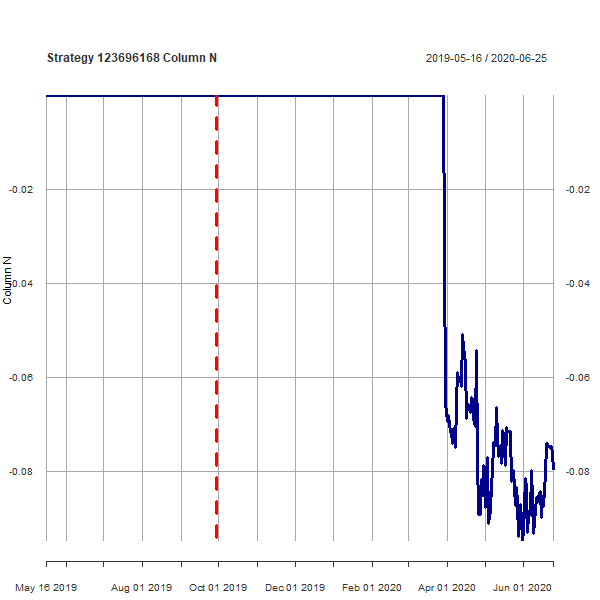 Strategy 123696168 Column N
2019-05-16 / 2020-06-25
-0.02 -0.02
-0.04 -0.04
Column N
-0.06 -0.06
-0.08 -0.08
May 16 2019 Aug 01 2019 Oct 01 2019 Dec 01 2019 Feb 01 2020 Apr 01 2020 Jun 01 2020